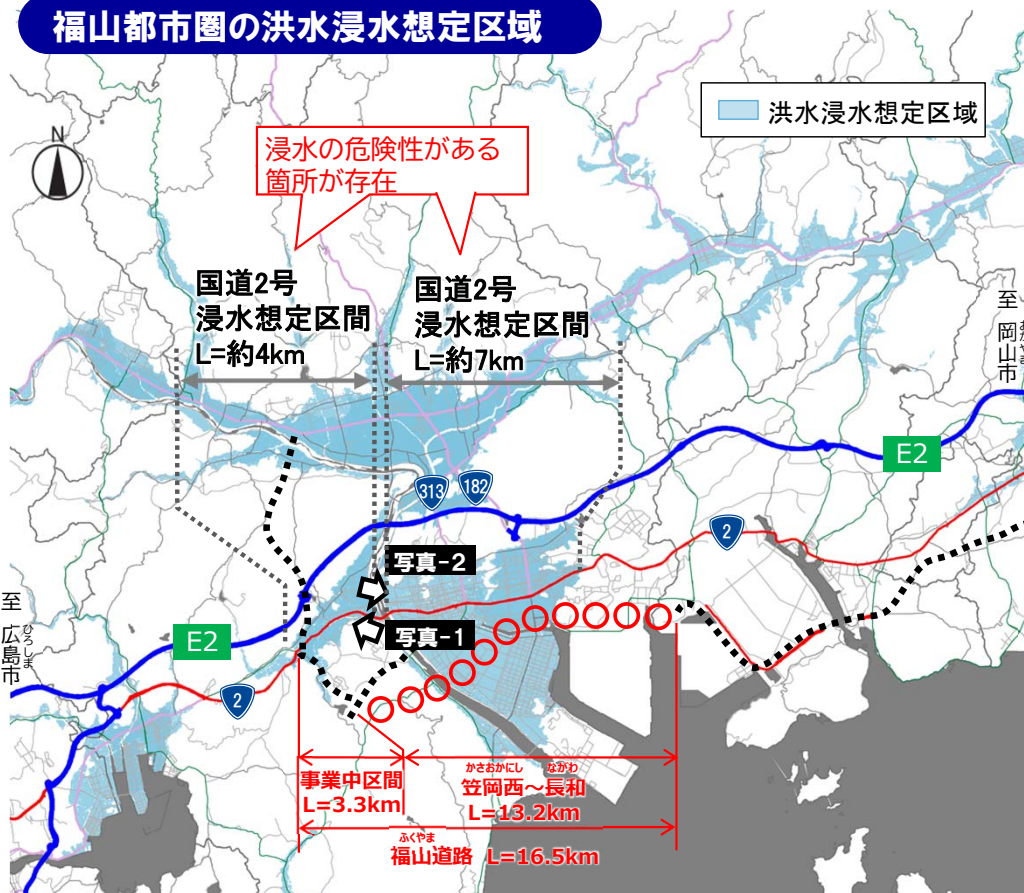 福山都市圏の洪水浸水想定区域
洪水浸水想定区域
N
浸水の危険性がある
箇所が存在
国道2号
浸水想定区間
L=約4km
国道2号
浸水想定区間
L=約7km
至
岡山市
おかやま
E2
313
182
2
写真-2
写真-1
至
広島市
ひろしま
E2
2
事業中区間
L=3.3km
かさおかにし ながわ
笠岡西～長和
L=13.2km
ふくやま
福山道路 L=16.5km